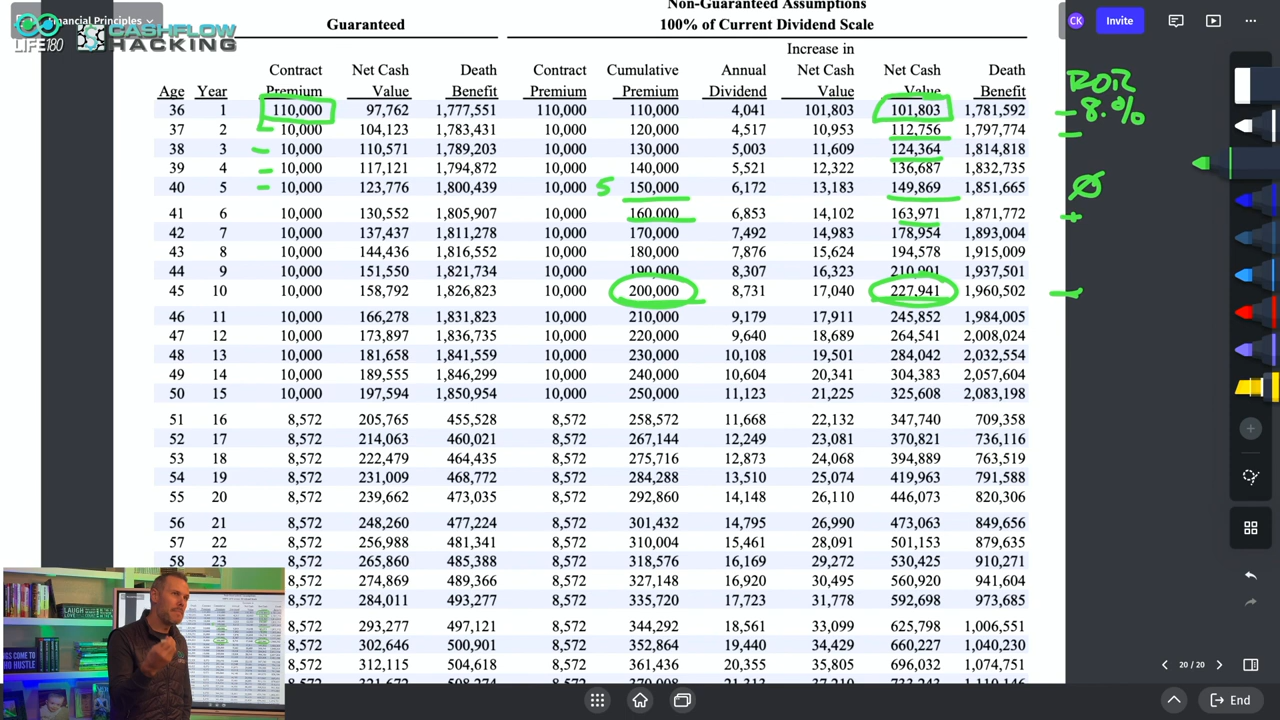 Financial Principles
LIFE180
CASHFLOW
HACKING
CK
Invite
Guaranteed
Non-Guaranteed Assumptions
100% of Current Dividend Scale
Contract Net Cash Death Contract Cumulative Annual Increase in Net Cash Death
Age Year Premium Value Benefit Premium Premium Dividend Net Cash Value Value Benefit
36 1 110,000 97,762 1,777,551 110,000 110,000 4,041 101,803 101,803 1,781,592
37 2 10,000 104,123 1,783,431 10,000 120,000 4,517 10,953 112,756 1,797,774
38 3 10,000 110,571 1,789,203 10,000 130,000 5,003 11,609 124,364 1,814,818
39 4 10,000 117,121 1,794,872 10,000 140,000 5,521 12,322 136,687 1,832,735
40 5 10,000 123,776 1,800,439 10,000 5 150,000 6,172 13,183 149,869 1,851,665
41 6 10,000 130,552 1,805,907 10,000 160,000 6,853 14,102 163,971 1,871,772
42 7 10,000 137,437 1,811,278 10,000 170,000 7,492 14,983 178,954 1,893,004
43 8 10,000 144,436 1,816,552 10,000 180,000 7,876 15,624 194,578 1,915,009
44 9 10,000 151,550 1,821,734 10,000 190,000 8,307 16,323 210,901 1,937,501
45 10 10,000 158,792 1,826,823 10,000 200,000 8,731 17,040 227,941 1,960,502
46 11 10,000 166,278 1,831,823 10,000 210,000 9,179 17,911 245,852 1,984,005
47 12 10,000 173,897 1,836,735 10,000 220,000 9,636 18,689 264,541 2,008,024
48 13 10,000 181,658 1,841,559 10,000 230,000 10,108 19,501 284,042 2,032,554
49 14 10,000 189,555 1,846,299 10,000 240,000 10,604 20,341 304,383 2,057,604
50 15 10,000 197,594 1,850,954 10,000 250,000 11,123 21,225 325,608 2,083,198
51 16 8,572 205,765 455,528 8,572 258,572 11,668 22,132 347,740 709,358
52 17 8,572 214,063 460,021 8,572 267,144 12,249 23,081 370,821 736,116
53 18 8,572 222,479 464,435 8,572 275,716 12,873 24,068 394,889 763,519
54 19 8,572 231,009 468,772 8,572 284,288 13,510 25,074 419,963 791,588
55 20 8,572 239,662 473,035 8,572 292,860 14,148 26,110 446,073 820,306
56 21 8,572 248,260 477,224 8,572 301,432 14,795 26,990 473,063 849,656
57 22 8,572 256,988 481,341 8,572 310,004 15,461 28,091 501,153 879,635
58 23 8,572 265,860 485,388 8,572 318,576 16,169 29,272 530,425 910,271
8,572 274,869 489,366 8,572 327,148 16,920 30,495 560,920 941,604
8,572 284,011 493,277 8,572 335,720 17,723 31,778 592,698 973,685
8,572 293,277 497,121 8,572 344,292 18,561 33,099 625,798 1,006,551
8,572 302,646 500,901 8,572 352,864 19,440 34,429 660,227 1,040,230
8,572 312,115 504,618 8,572 361,436 20,355 35,805 696,032 1,074,751
ROR
8.%
Ø
20 / 20
End